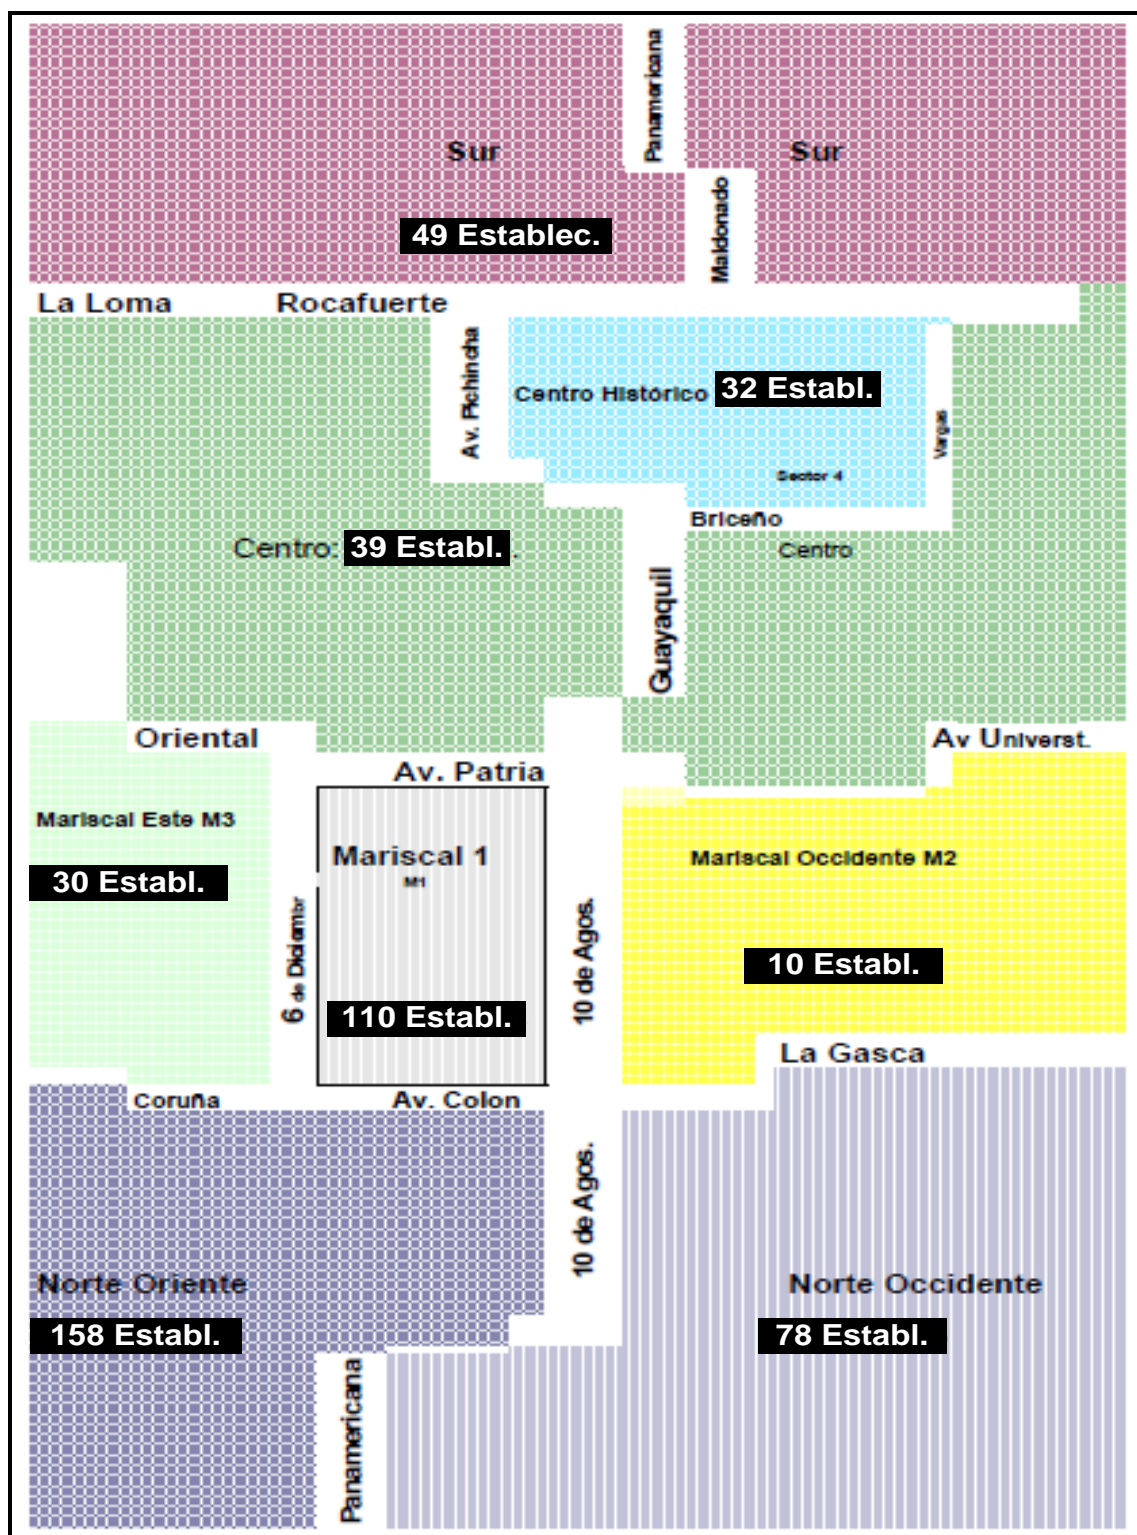 Panamericana
Sur
Sur
Maldonado
49 Establec.
La Loma
Rocafuerte
Av. Pichincha
Centro Histórico
32 Establ.
Vargas
Sector 4
Briceño
Centro:
39 Establ.
.
Centro
Guayaquil
Oriental
Av Universt.
Av. Patria
Mariscal Este M3
30 Establ.
Mariscal 1
M1
Mariscal Occidente M2
6 de Diciembr
10 de Agos.
10 Establ.
110 Establ.
La Gasca
Coruña
Av. Colon
10 de Agos.
Norte Oriente
158 Establ.
Norte Occidente
78 Establ.
Panamericana